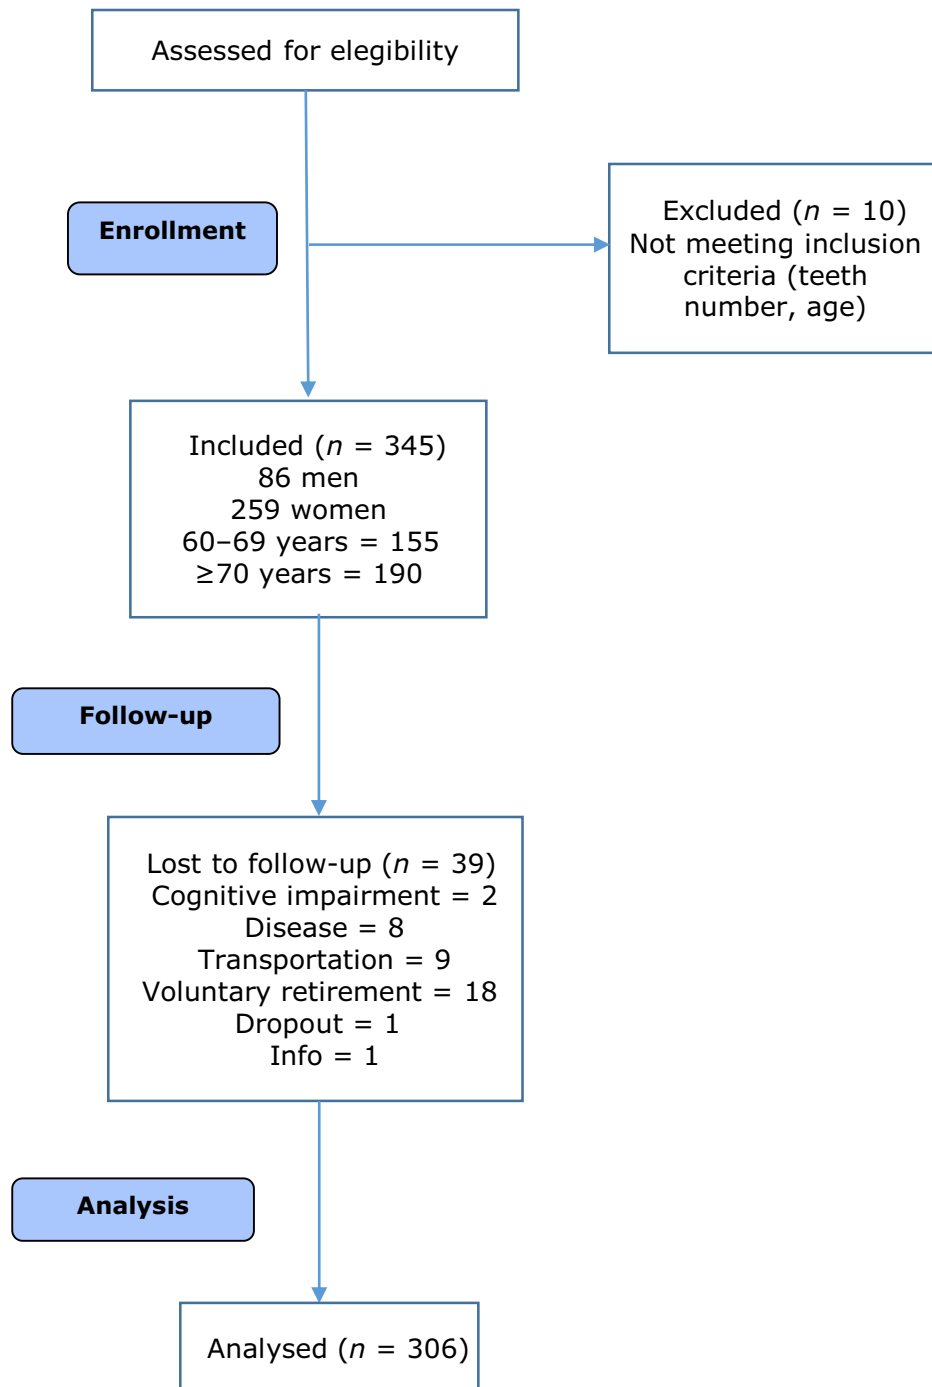 Assessed for elegibility
Enrollment
Excluded (n = 10)
Not meeting inclusion
criteria (teeth
number, age)
Included (n = 345)
86 men
259 women
60–69 years = 155
≥70 years = 190
Follow-up
Lost to follow-up (n = 39)
Cognitive impairment = 2
Disease = 8
Transportation = 9
Voluntary retirement = 18
Dropout = 1
Info = 1
Analysis
Analysed (n = 306)